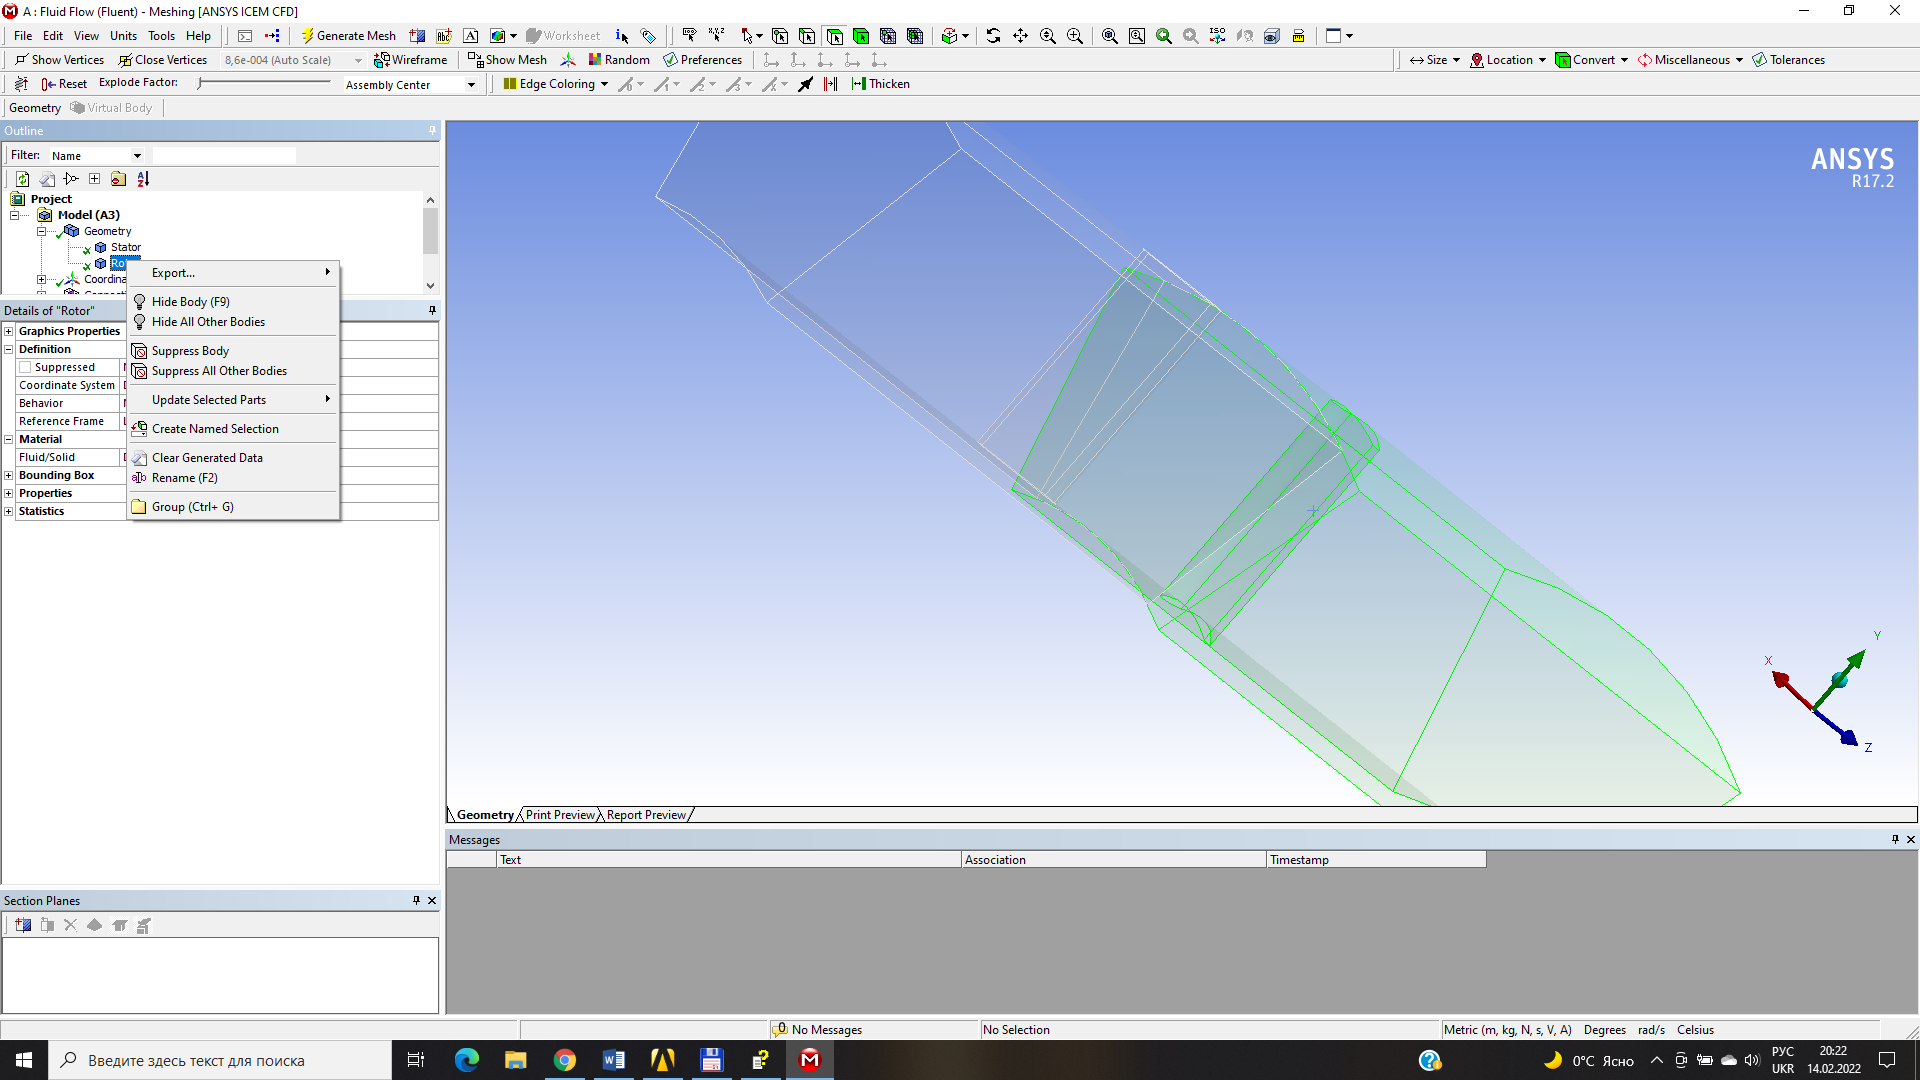 A : Fluid Flow (Fluent) - Meshing [ANSYS ICEM CFD]
File Edit View Units Tools Help Generate Mesh Worksheet
Show Vertices Close Vertices 8,6e-004 (Auto Scale) Wireframe Show Mesh Random Preferences Size Location Convert Miscellaneous Tolerances
Reset Explode Factor: Assembly Center Edge Coloring Thicken
Geometry Virtual Body
Outline
Filter: Name
Project
Model (A3)
Geometry
Stator
Coordina
Export...
Hide Body (F9)
Hide All Other Bodies
Suppress Body
Suppress All Other Bodies
Update Selected Parts
Create Named Selection
Clear Generated Data
Rename (F2)
Group (Ctrl+ G)
Details of "Rotor"
Graphics Properties
Definition
Suppressed
Coordinate System
Behavior
Reference Frame
Material
Fluid/Solid
Bounding Box
Properties
Statistics
ANSYS
R17.2
X
Y
Z
Geometry Print Preview Report Preview
Messages
Text Association Timestamp
Section Planes
0 No Messages No Selection Metric (m, kg, N, s, V, A) Degrees rad/s Celsius
Введите здесь текст для поиска
0°C Ясно
РУС
UKR
20:22
14.02.2022